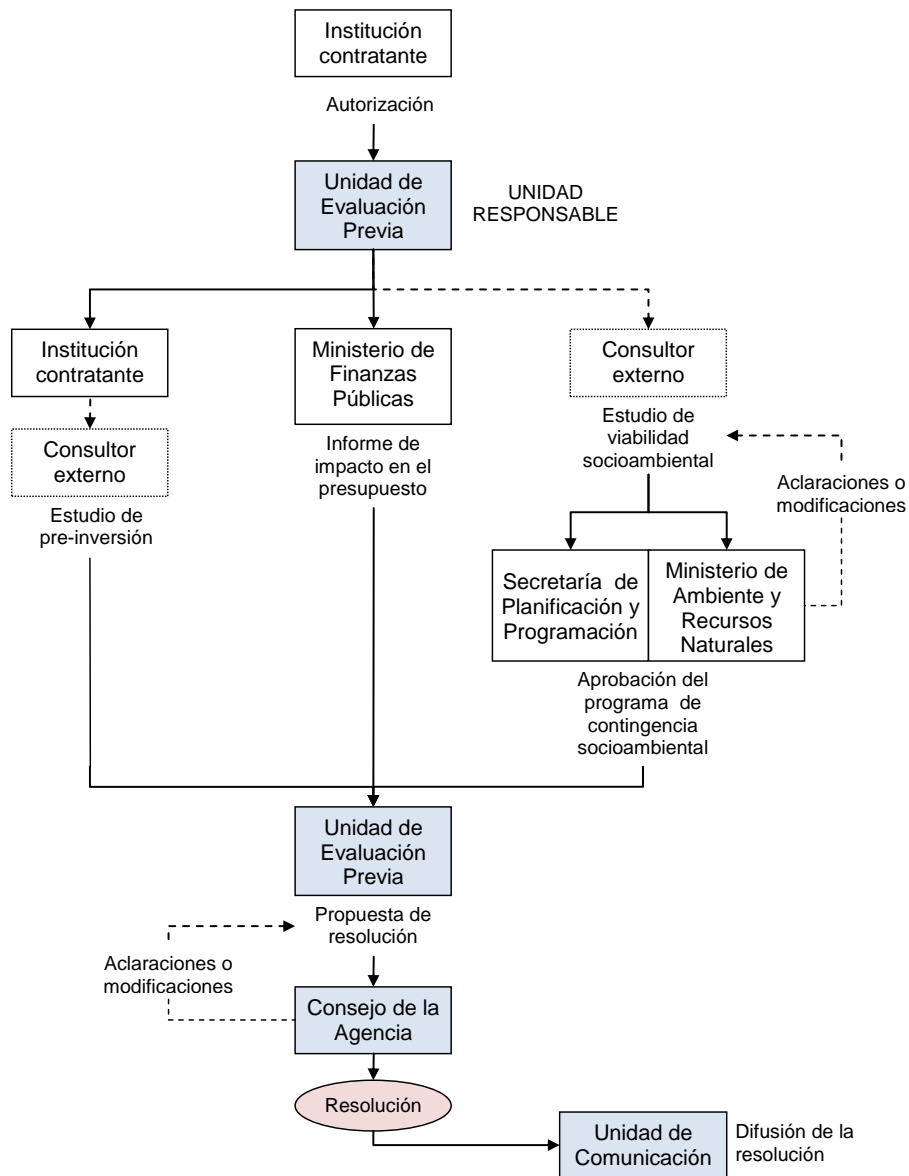 Institución
contratante
Autorización
Unidad de
Evaluación
Previa
UNIDAD
RESPONSABLE
Institución
contratante
Consultor
externo
Estudio de
pre-inversión
Ministerio de
Finanzas
Públicas
Informe de
impacto en el
presupuesto
Consultor
externo
Estudio de
viabilidad
socioambiental
Aclaraciones o
modificaciones
Secretaría de
Planificación y
Programación
Ministerio de
Ambiente y
Recursos
Naturales
Aprobación del
programa de
contingencia
socioambiental
Unidad de
Evaluación
Previa
Propuesta de
resolución
Aclaraciones o
modificaciones
Consejo de la
Agencia
Resolución
Unidad de
Comunicación
Difusión de la
resolución